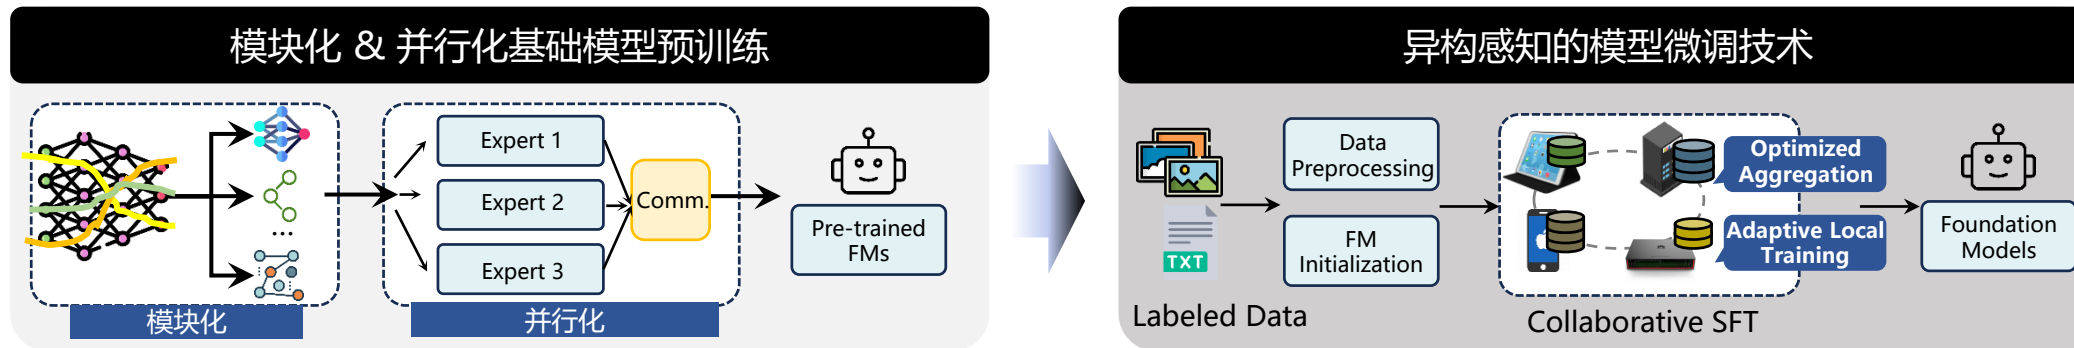 模块化 & 并行化基础模型预训练
Expert 1
Expert 2
Expert 3
Comm.
Pre-trained
FMs
...
模块化
并行化
异构感知的模型微调技术
TXT
Labeled Data
Data
Preprocessing
FM
Initialization
Optimized
Aggregation
Adaptive Local
Training
Collaborative SFT
Foundation
Models